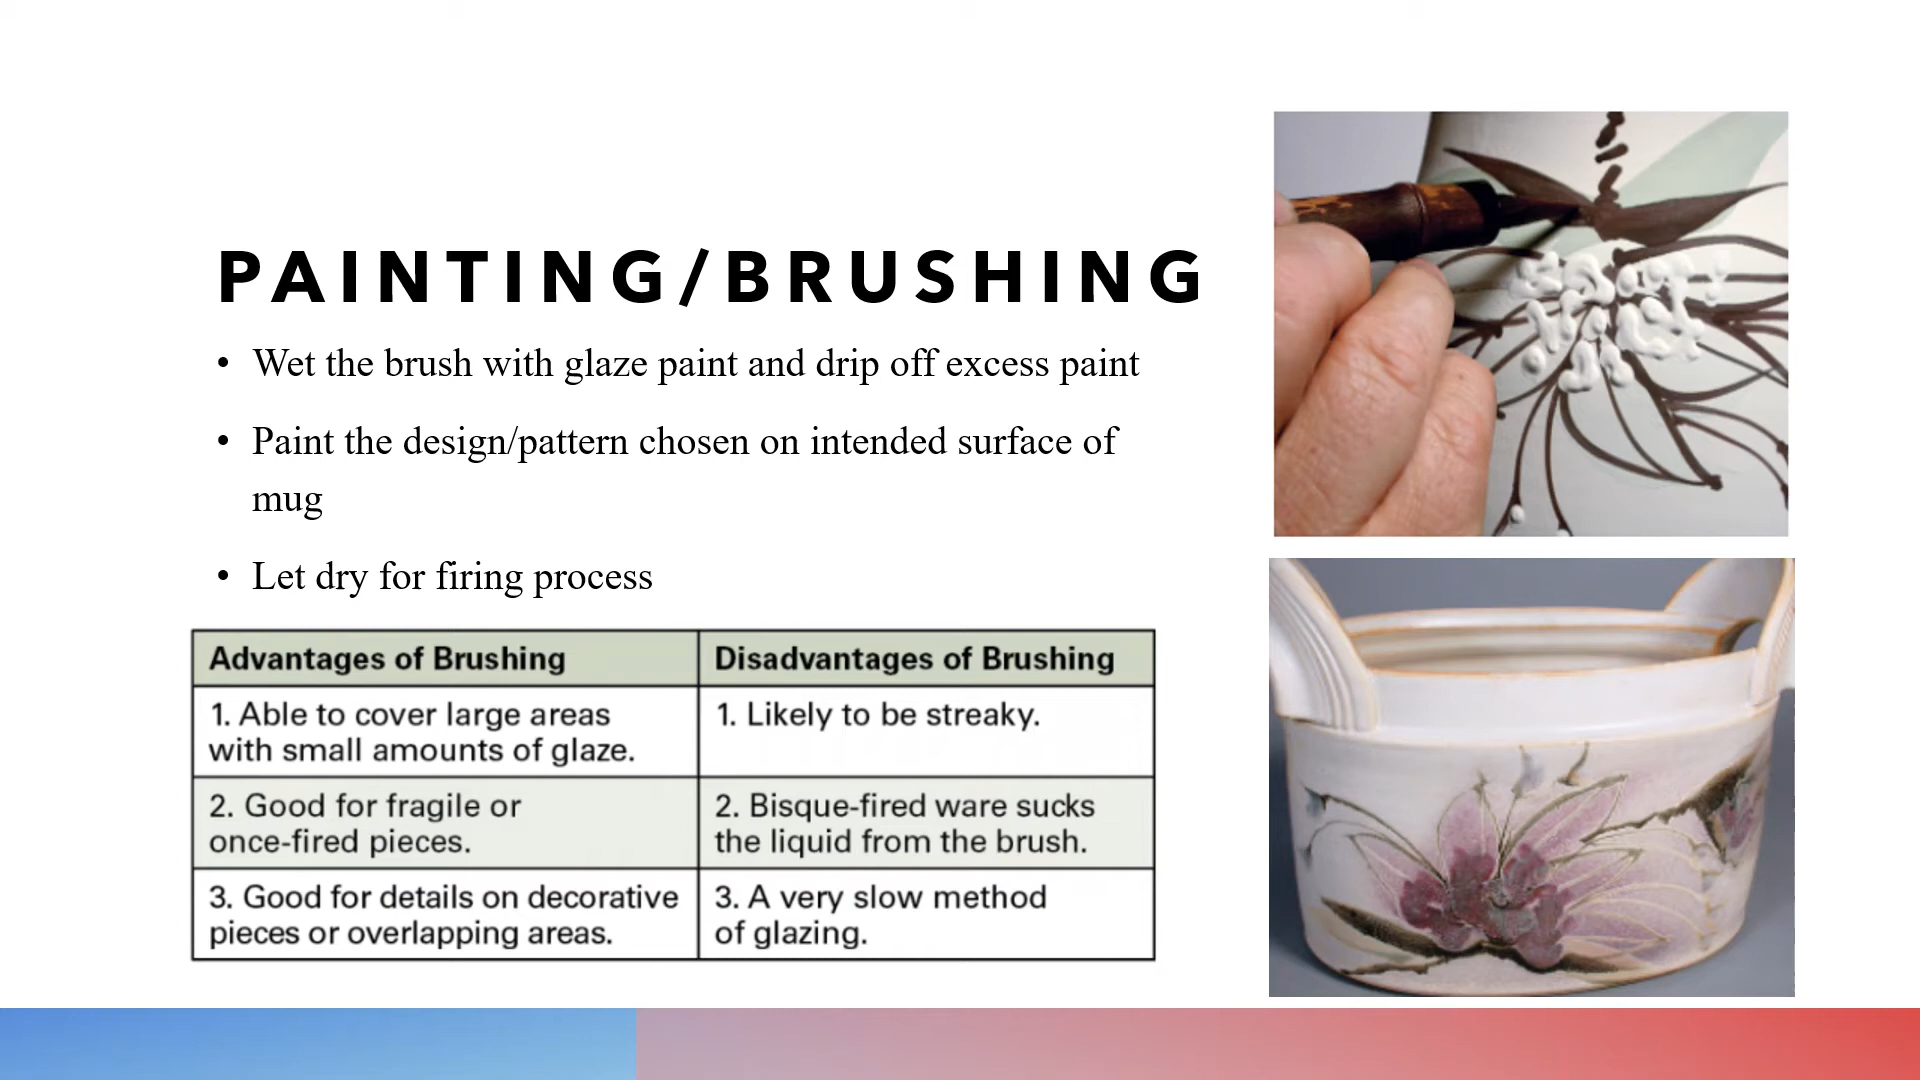 PAINTING/BRUSHING
• Wet the brush with glaze paint and drip off excess paint
• Paint the design/pattern chosen on intended surface of
mug
• Let dry for firing process
Advantages of Brushing
Disadvantages of Brushing
1. Able to cover large areas
with small amounts of glaze.
1. Likely to be streaky.
2. Good for fragile or
once-fired pieces.
2. Bisque-fired ware sucks
the liquid from the brush.
3. Good for details on decorative
pieces or overlapping areas.
3. A very slow method
of glazing.